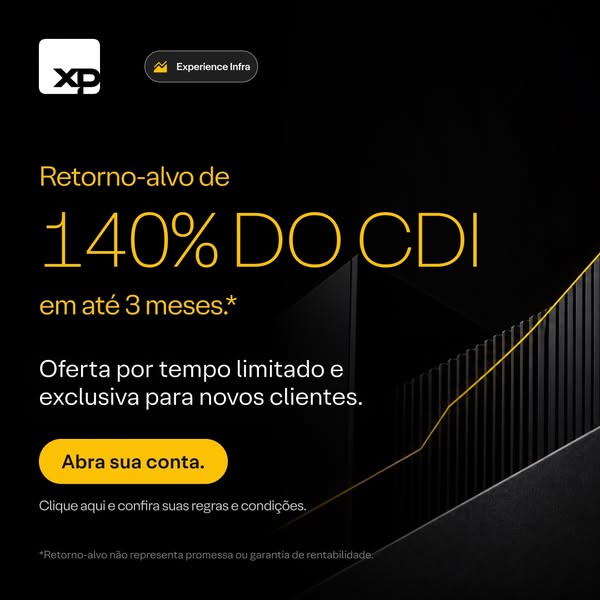 xp
Experience Infra
Retorno-alvo de
140% DO CDI
em até 3 meses.*
Oferta por tempo limitado e
exclusiva para novos clientes.
Abra sua conta.
Clique aqui e confira suas regras e condições.
*Retorno-alvo não representa promessa ou garantia de rentabilidade.